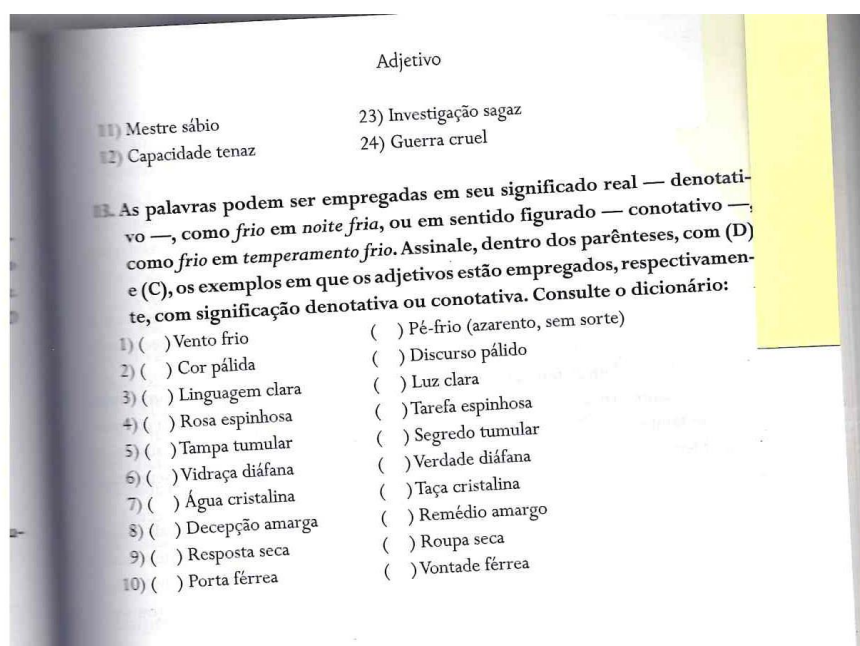 Adjetivo
11) Mestre sábio 23) Investigação sagaz
12) Capacidade tenaz 24) Guerra cruel
13. As palavras podem ser empregadas em seu significado real — denotati-
vo —, como frio em noite fria, ou em sentido figurado — conotativo —,
como frio em temperamento frio. Assinale, dentro dos parênteses, com (D)
e (C), os exemplos em que os adjetivos estão empregados, respectivamen-
te, com significação denotativa ou conotativa. Consulte o dicionário:
1) ( ) Vento frio ( ) Pé-frio (azarento, sem sorte)
2) ( ) Cor pálida ( ) Discurso pálido
3) ( ) Linguagem clara ( ) Luz clara
4) ( ) Rosa espinhosa ( ) Tarefa espinhosa
5) ( ) Tampa tumular ( ) Segredo tumular
6) ( ) Vidraça diáfana ( ) Verdade diáfana
7) ( ) Água cristalina ( ) Taça cristalina
8) ( ) Decepção amarga ( ) Remédio amargo
9) ( ) Resposta seca ( ) Roupa seca
10) ( ) Porta férrea ( ) Vontade férrea